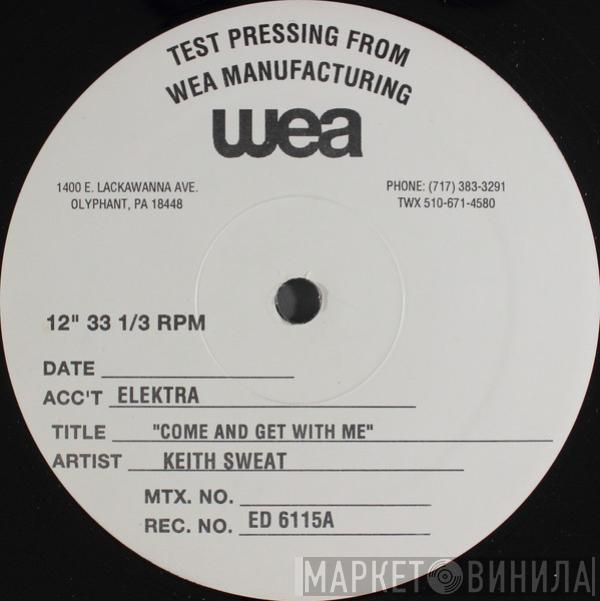 TEST PRESSING FROM
WEA MANUFACTURING
wea
1400 E. LACKAWANNA AVE.
OLYPHANT, PA 18448
PHONE: (717) 383-3291
TWX 510-671-4580
12" 33 1/3 RPM
DATE
ACC'T ELEKTRA
TITLE "COME AND GET WITH ME"
ARTIST KEITH SWEAT
MTX. NO.
REC. NO. ED 6115A
МАРКЕТ ВИНИЛА